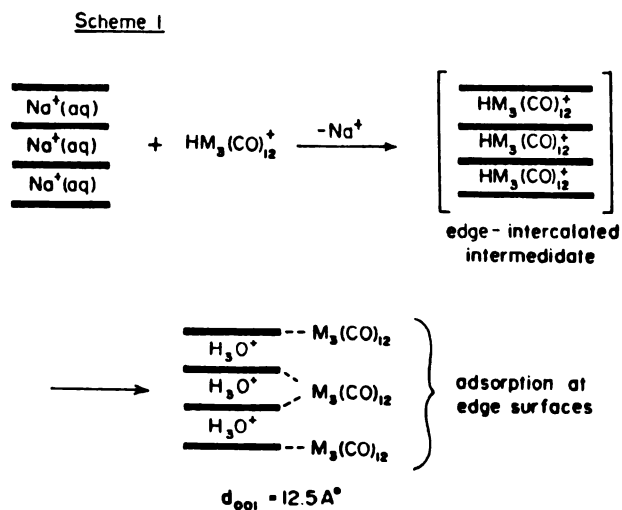 Scheme I
Na⁺(aq)
Na⁺(aq)
Na⁺(aq)
+ HM₃(CO)₁₂⁺
-Na⁺
HM₃(CO)₁₂⁺
HM₃(CO)₁₂⁺
HM₃(CO)₁₂⁺
edge-intercalated
intermedidate
H₃O⁺
H₃O⁺
H₃O⁺
M₃(CO)₁₂
M₃(CO)₁₂
M₃(CO)₁₂
adsorption at
edge surfaces
d₀₀₁ = 12.5 A°